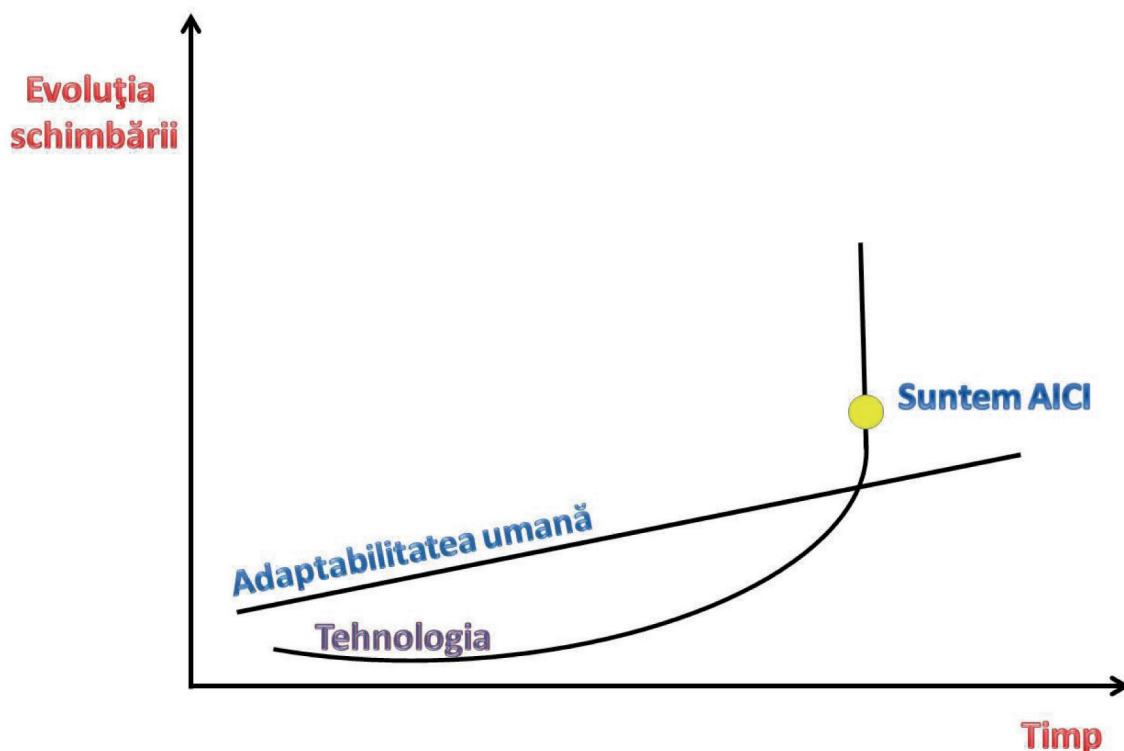 Evoluţia
schimbării
Suntem AICI
Adaptabilitatea umană
Tehnologia
Timp